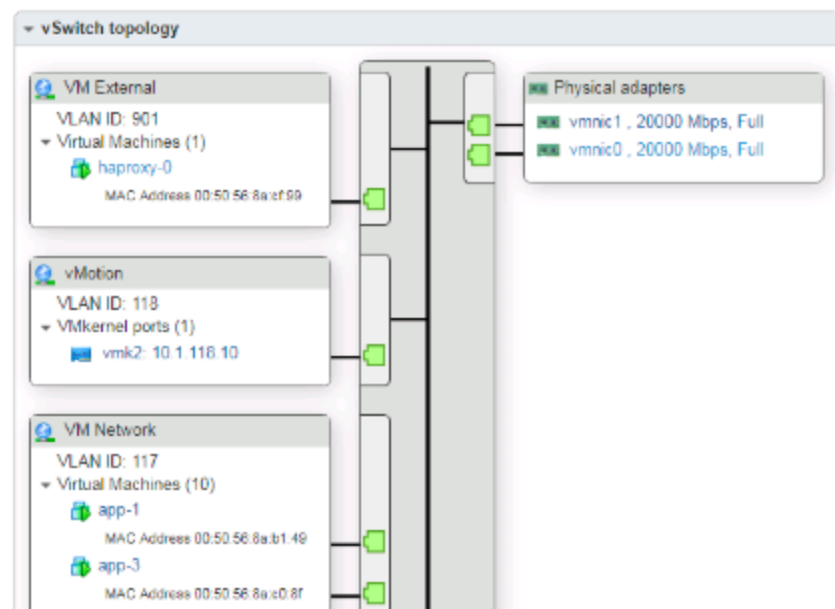 vSwitch topology
VM External
VLAN ID: 901
Virtual Machines (1)
haproxy-0
MAC Address 00:50:56:8a:cf:99
vMotion
VLAN ID: 118
VMkernel ports (1)
vmk2: 10.1.118.10
VM Network
VLAN ID: 117
Virtual Machines (10)
app-1
MAC Address 00:50:56:8a:b1:49
app-3
MAC Address 00:50:56:8a:c0:8f
Physical adapters
vmnic1 , 20000 Mbps, Full
vmnic0 , 20000 Mbps, Full